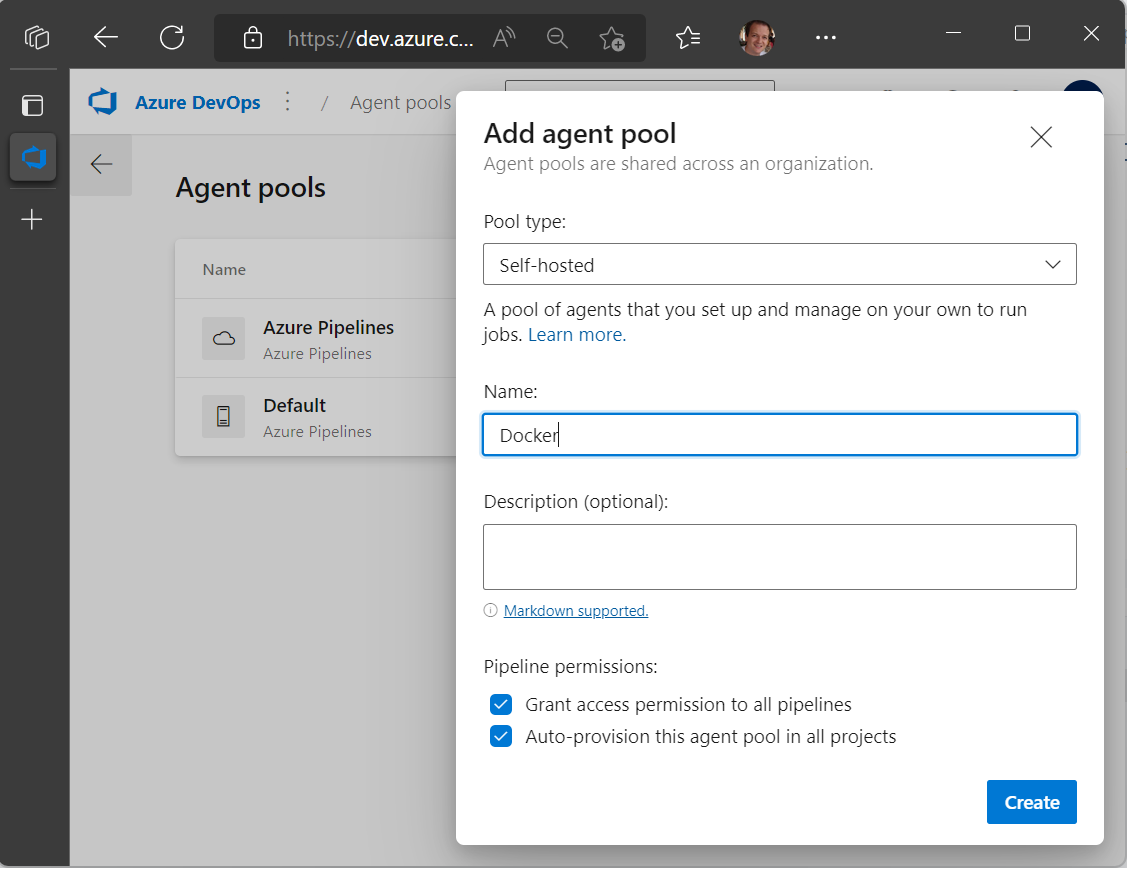 https://dev.azure.c...
Azure DevOps / Agent pools
Agent pools
Name
Azure Pipelines
Azure Pipelines
Default
Azure Pipelines
Add agent pool
Agent pools are shared across an organization.
Pool type:
Self-hosted
A pool of agents that you set up and manage on your own to run
jobs. Learn more.
Name:
Docker
Description (optional):
Markdown supported.
Pipeline permissions:
Grant access permission to all pipelines
Auto-provision this agent pool in all projects
Create